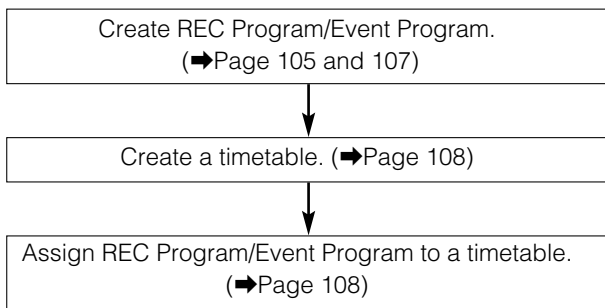 Create REC Program/Event Program.
(➡Page 105 and 107)
Create a timetable. (➡Page 108)
Assign REC Program/Event Program to a timetable.
(➡Page 108)